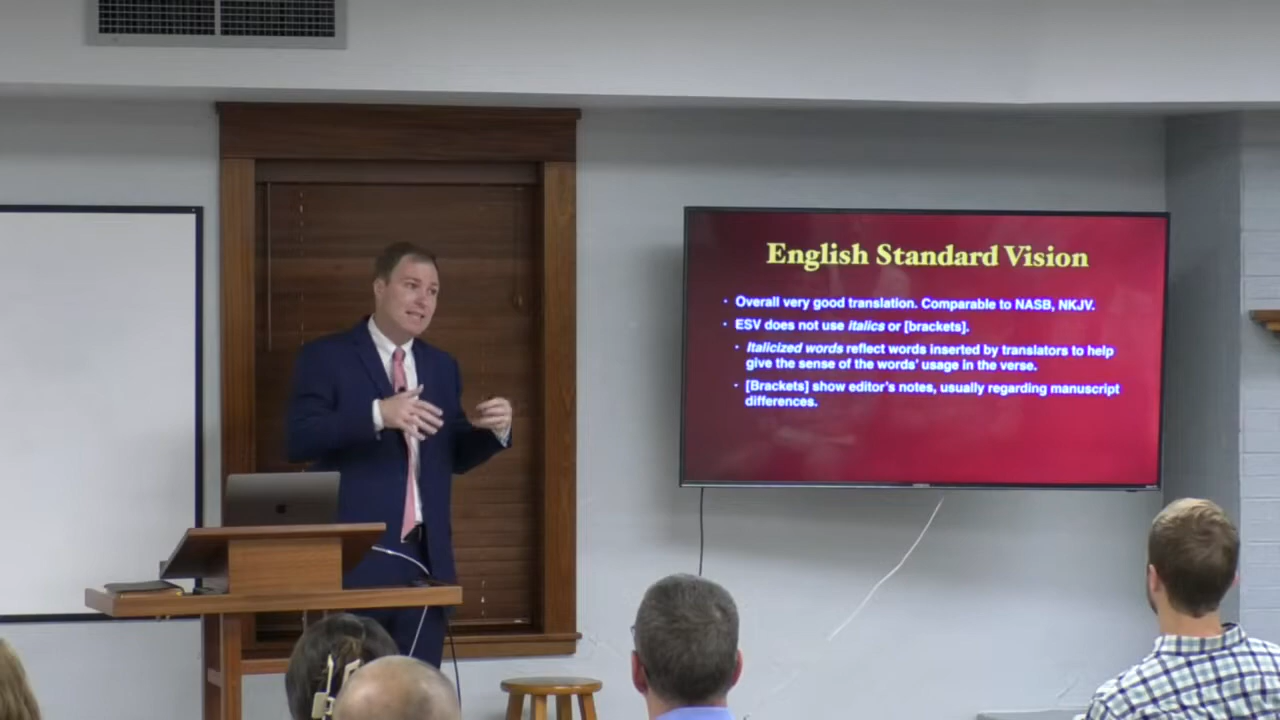 English Standard Vision
• Overall very good translation. Comparable to NASB, NKJV.
• ESV does not use italics or [brackets].
• Italicized words reflect words inserted by translators to help
give the sense of the words' usage in the verse.
• [Brackets] show editor's notes, usually regarding manuscript
differences.